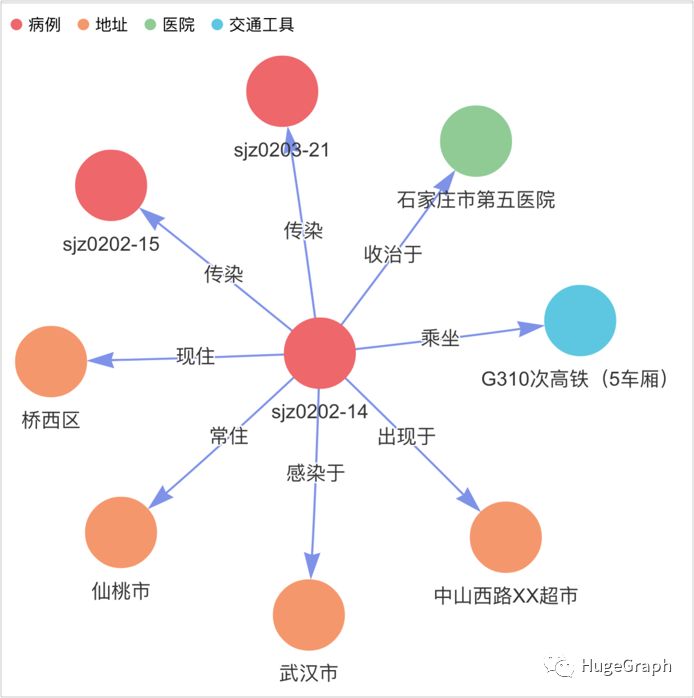 病例 地址 医院 交通工具
sjz0203-21
石家庄市第五医院
sjz0202-15
传染
收治于
传染
乘坐
现住
G310次高铁（5车厢）
sjz0202-14
桥西区
常住
出现于
感染于
仙桃市
中山西路XX超市
武汉市
HugeGraph